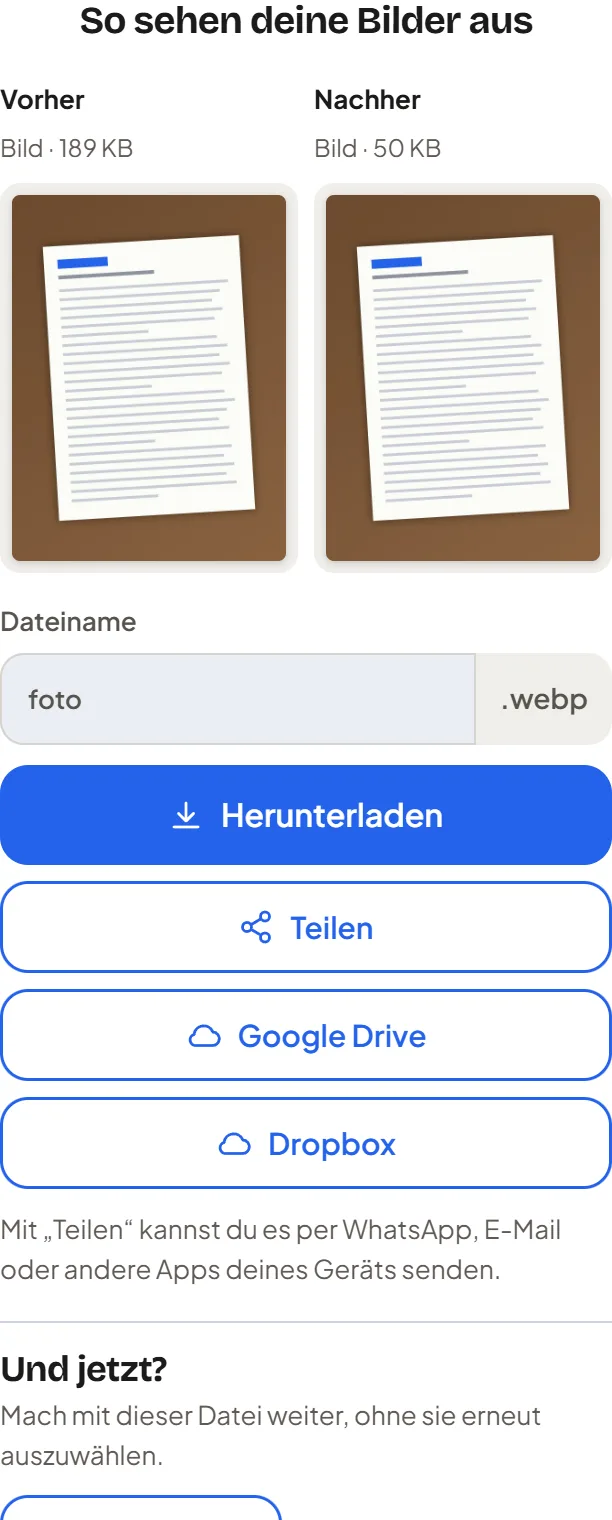 So sehen deine Bilder aus
Vorher
Nachher
Bild · 189 KB
Bild · 50 KB
Dateiname
foto
.webp
Herunterladen
Teilen
Google Drive
Dropbox
Mit „Teilen“ kannst du es per WhatsApp, E-Mail
oder andere Apps deines Geräts senden.
Und jetzt?
Mach mit dieser Datei weiter, ohne sie erneut
auszuwählen.